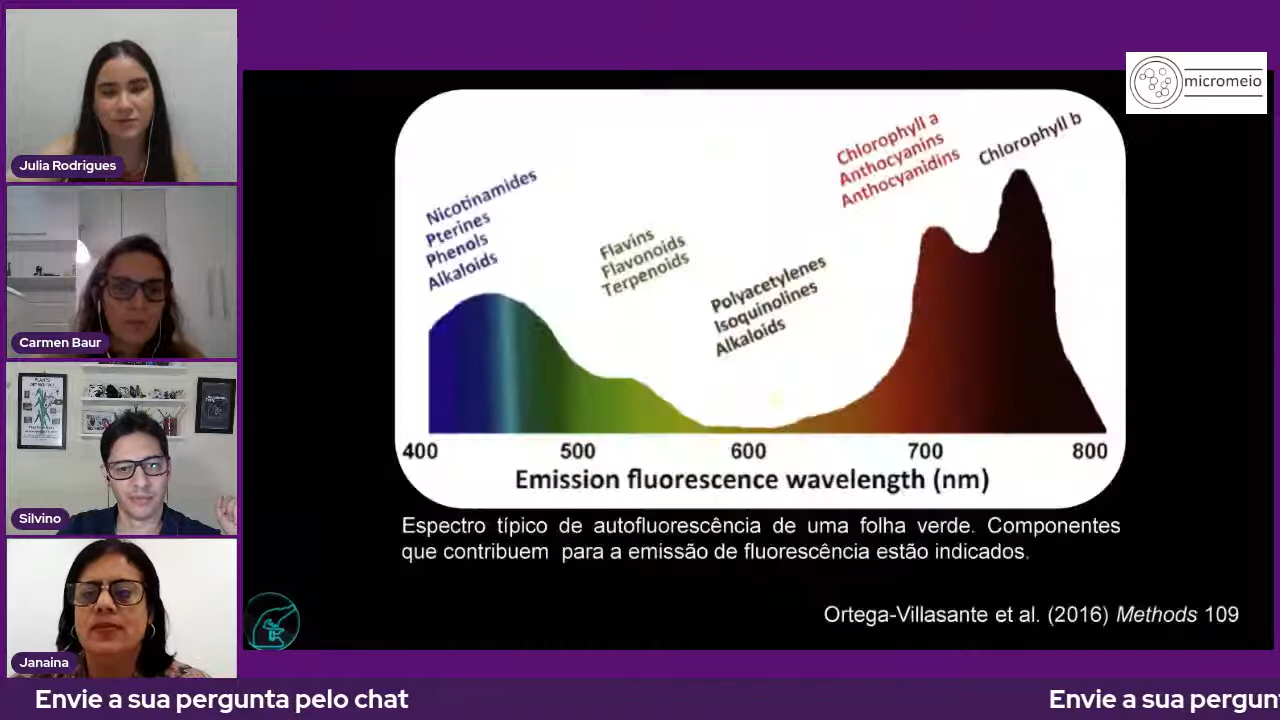 Julia Rodrigues
Carmen Baur
Silvino
Janaina
micromeio
Nicotinamides
Pterines
Phenols
Alkaloids
Flavins
Flavonoids
Terpenoids
Polyacetylenes
Isoquinolines
Alkaloids
Chlorophyll a
Anthocyanins
Anthocyanidins
Chlorophyll b
400 500 600 700 800
Emission fluorescence wavelength (nm)
Espectro típico de autofluorescência de uma folha verde. Componentes
que contribuem para a emissão de fluorescência estão indicados.
Ortega-Villasante et al. (2016) Methods 109
Envie a sua pergunta pelo chat
Envie a sua pergun